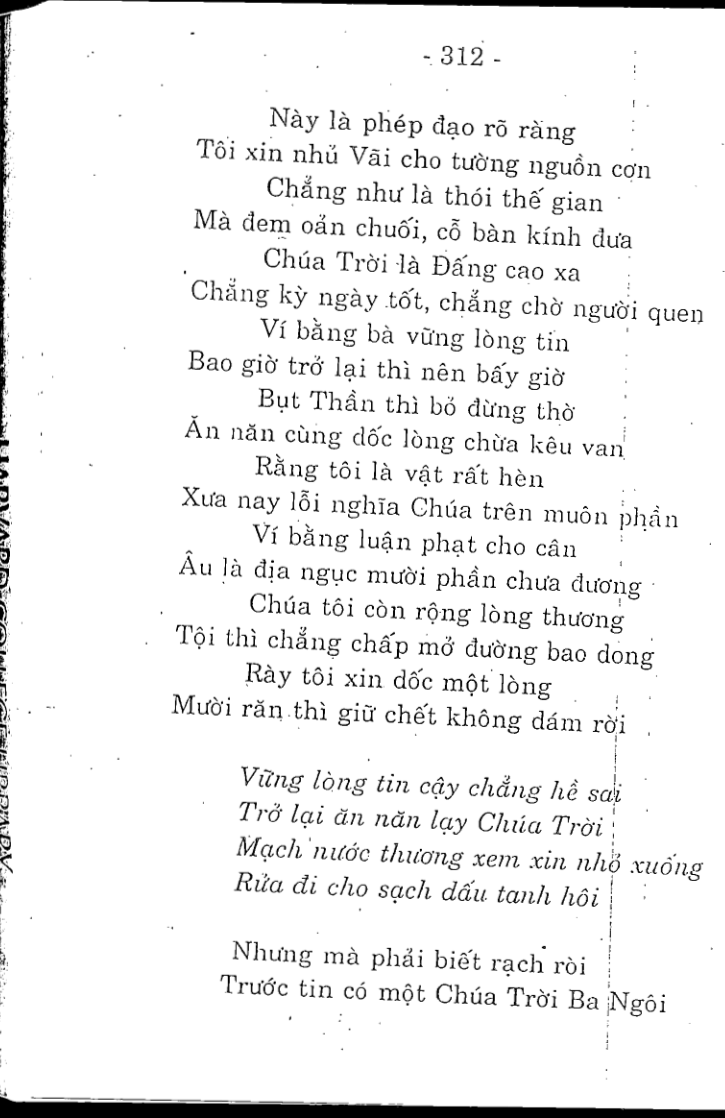 - 312 -
Này là phép đạo rõ ràng
Tôi xin nhủ Vãi cho tường nguồn cơn
Chẳng như là thói thế gian
Mà đem oản chuối, cỗ bàn kính đưa
Chúa Trời là Đấng cao xa
Chẳng kỳ ngày tốt, chẳng chờ người quen
Ví bằng bà vững lòng tin
Bao giờ trở lại thì nên bấy giờ
Bụt Thần thì bỏ đừng thờ
Ăn năn cùng dốc lòng chừa kêu van
Rằng tôi là vật rất hèn
Xưa nay lỗi nghĩa Chúa trên muôn phần
Ví bằng luận phạt cho cân
Âu là địa ngục mười phần chưa đương
Chúa tôi còn rộng lòng thương
Tội thì chẳng chấp mở đường bao dong
Rày tôi xin dốc một lòng
Mười răn thì giữ chết không dám rời
Vững lòng tin cậy chẳng hề sai
Trở lại ăn năn lạy Chúa Trời
Mạch nước thương xem xin nhỏ xuống
Rửa đi cho sạch dấu tanh hôi
Nhưng mà phải biết rạch ròi
Trước tin có một Chúa Trời Ba Ngôi